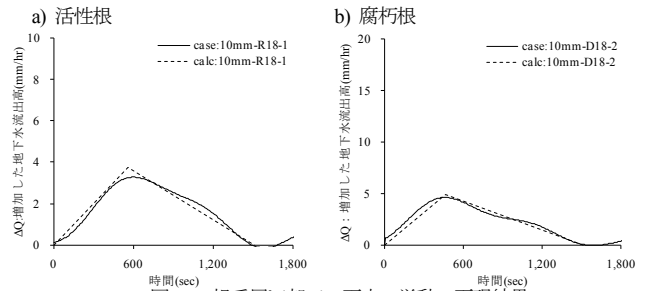 a) 活性根
b) 腐朽根
ΔQ:増加した地下水流出高(mm/hr)
10
8
6
4
2
0
case:10mm-R18-1
calc:10mm-R18-1
0
600
1,200
1,800
時間(sec)
ΔQ：増加した地下水流出高(mm/hr)
20
15
10
5
0
case:10mm-D18-2
calc:10mm-D18-2
0
600
1,200
1,800
時間(sec)